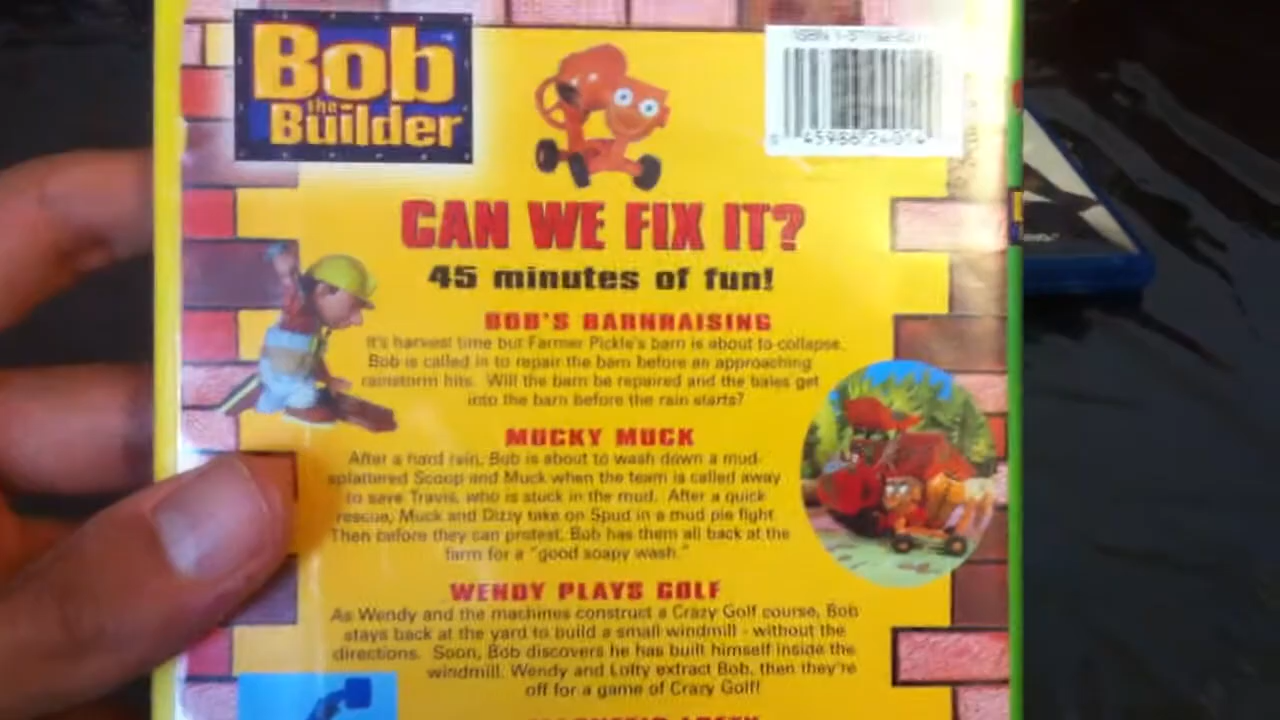 Bob
the
Builder
™
45986 24014
CAN WE FIX IT?
45 minutes of fun!
BOB'S BARNRAISING
It's harvest time but Farmer Pickle's barn is about to collapse.
Bob is called in to repair the barn before an approaching
rainstorm hits. Will the barn be repaired and the bales get
into the barn before the rain starts?
MUCKY MUCK
After a hard rain, Bob is about to wash down a mud-
splattered Scoop and Muck when the team is called away
to save Travis, who is stuck in the mud. After a quick
rescue, Muck and Dizzy take on Spud in a mud pie fight.
Then before they can protest, Bob has them all back at the
farm for a "good soapy wash."
WENDY PLAYS GOLF
As Wendy and the machines construct a Crazy Golf course, Bob
stays back at the yard to build a small windmill - without the
directions. Soon, Bob discovers he has built himself inside the
windmill. Wendy and Lofty extract Bob, then they're
off for a game of Crazy Golf!